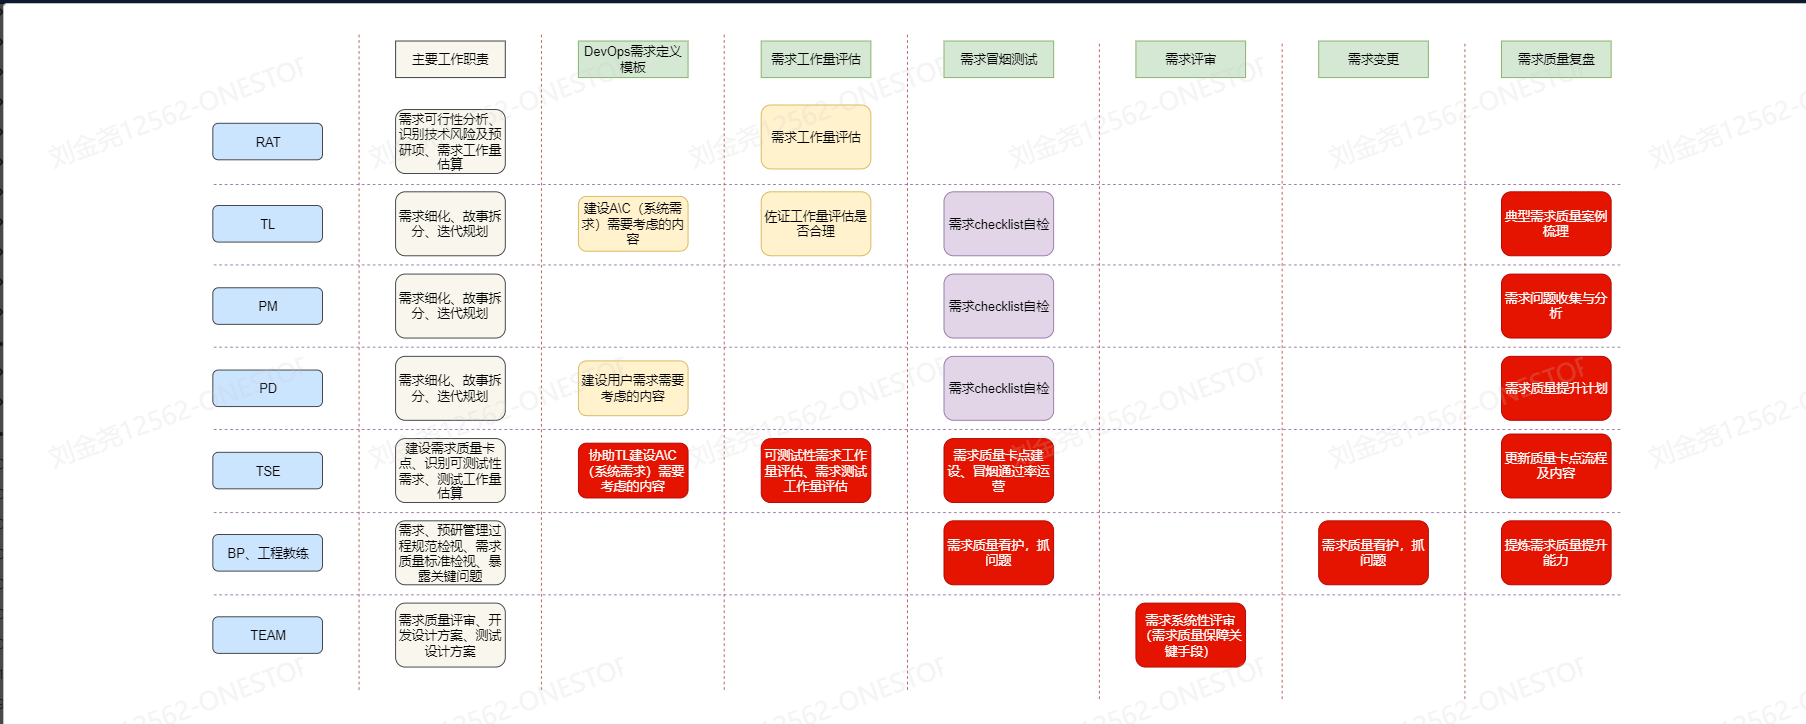 主要工作职责
DevOps需求定义
模板
需求工作量评估
需求冒烟测试
需求评审
需求变更
需求质量复盘
RAT
需求可行性分析、
识别技术风险及预
研项、需求工作量
估算
需求工作量评估
TL
需求细化、故事拆
分、迭代规划
建设A\C（系统需
求）需要考虑的内
容
佐证工作量评估是
否合理
需求checklist自检
典型需求质量案例
梳理
PM
需求细化、故事拆
分、迭代规划
需求checklist自检
需求问题收集与分
析
PD
需求细化、故事拆
分、迭代规划
建设用户需求需要
考虑的内容
需求checklist自检
需求质量提升计划
TSE
建设需求质量卡
点、识别可测试性
需求、测试工作量
估算
协助TL建设A\C
（系统需求）需要
考虑的内容
可测试性需求工作
量评估、需求测试
工作量评估
需求质量卡点建
设、冒烟通过率运
营
更新质量卡点流程
及内容
BP、工程教练
需求、预研管理过
程规范检视、需求
质量标准检视、暴
露关键问题
需求质量看护，抓
问题
需求质量看护，抓
问题
提炼需求质量提升
能力
TEAM
需求质量评审、开
发设计方案、测试
设计方案
需求系统性评审
（需求质量保障关
键手段）
刘金尧12562-ONESTOR